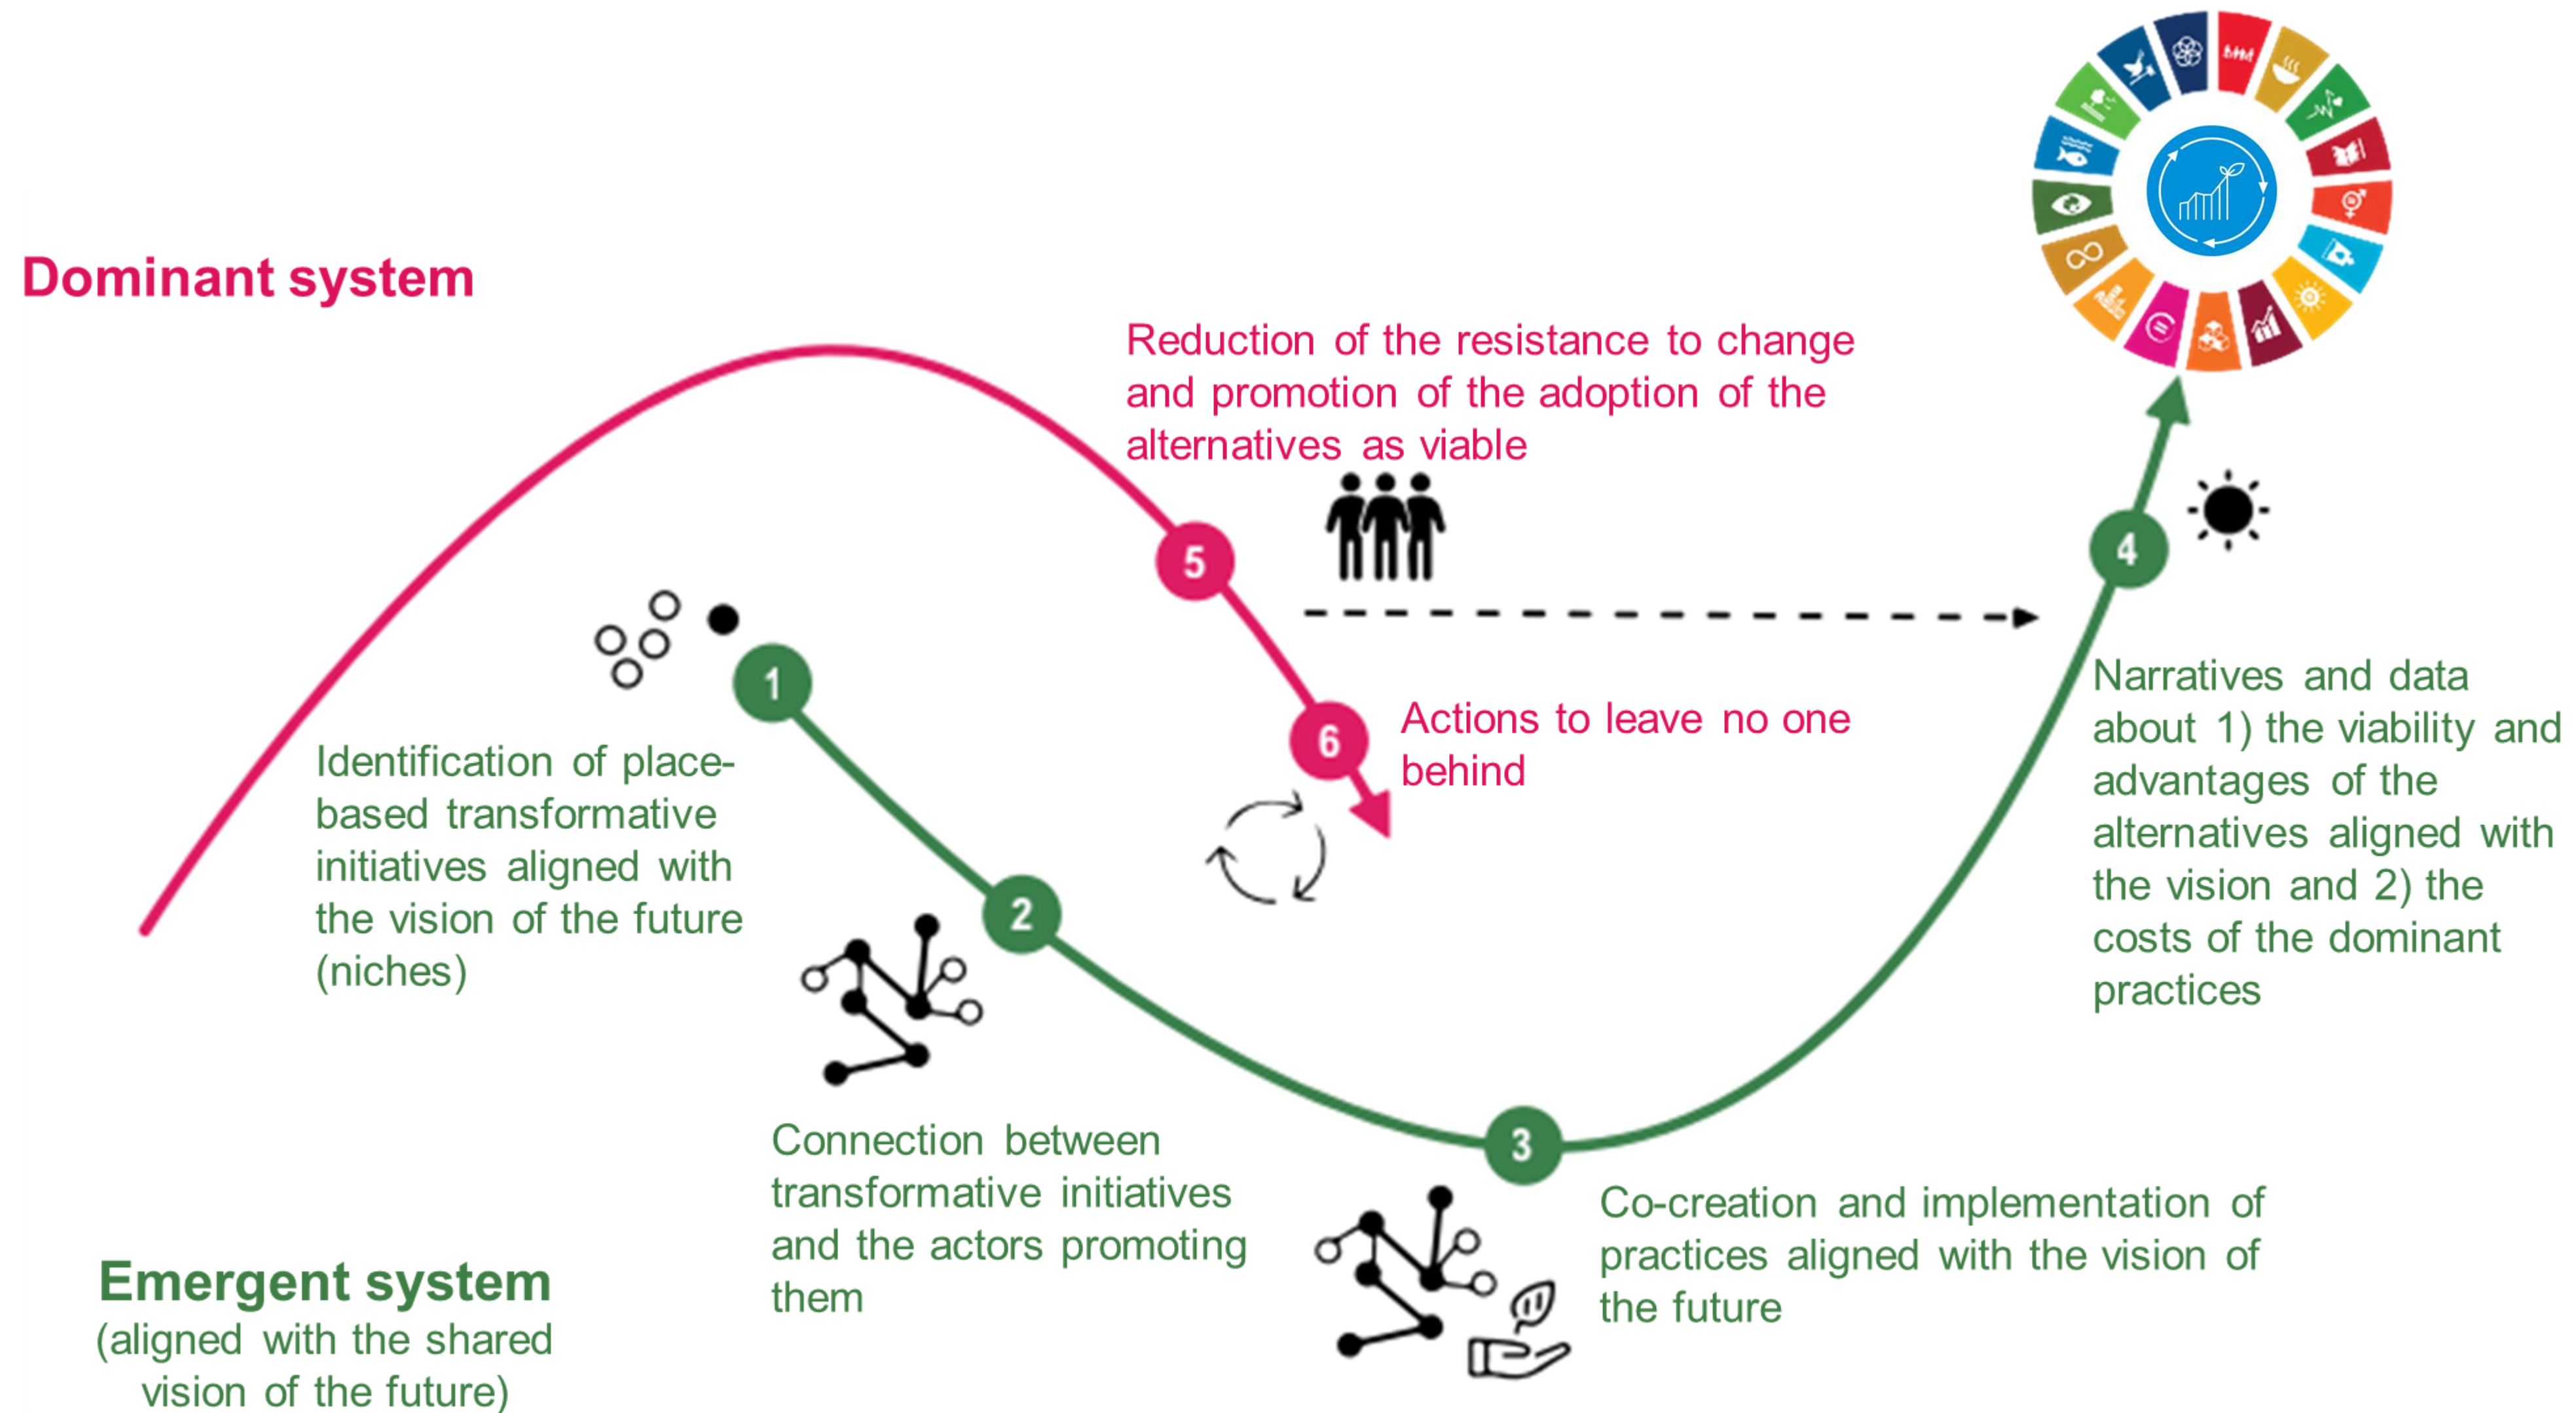 Dominant system
Reduction of the resistance to change
and promotion of the adoption of the
alternatives as viable
5
4
1
Identification of place-
based transformative
initiatives aligned with
the vision of the future
(niches)
6
Actions to leave no one
behind
Narratives and data
about 1) the viability and
advantages of the
alternatives aligned with
the vision and 2) the
costs of the dominant
practices
2
Connection between
transformative initiatives
and the actors promoting
them
3
Co-creation and implementation of
practices aligned with the vision of
the future
Emergent system
(aligned with the shared
vision of the future)